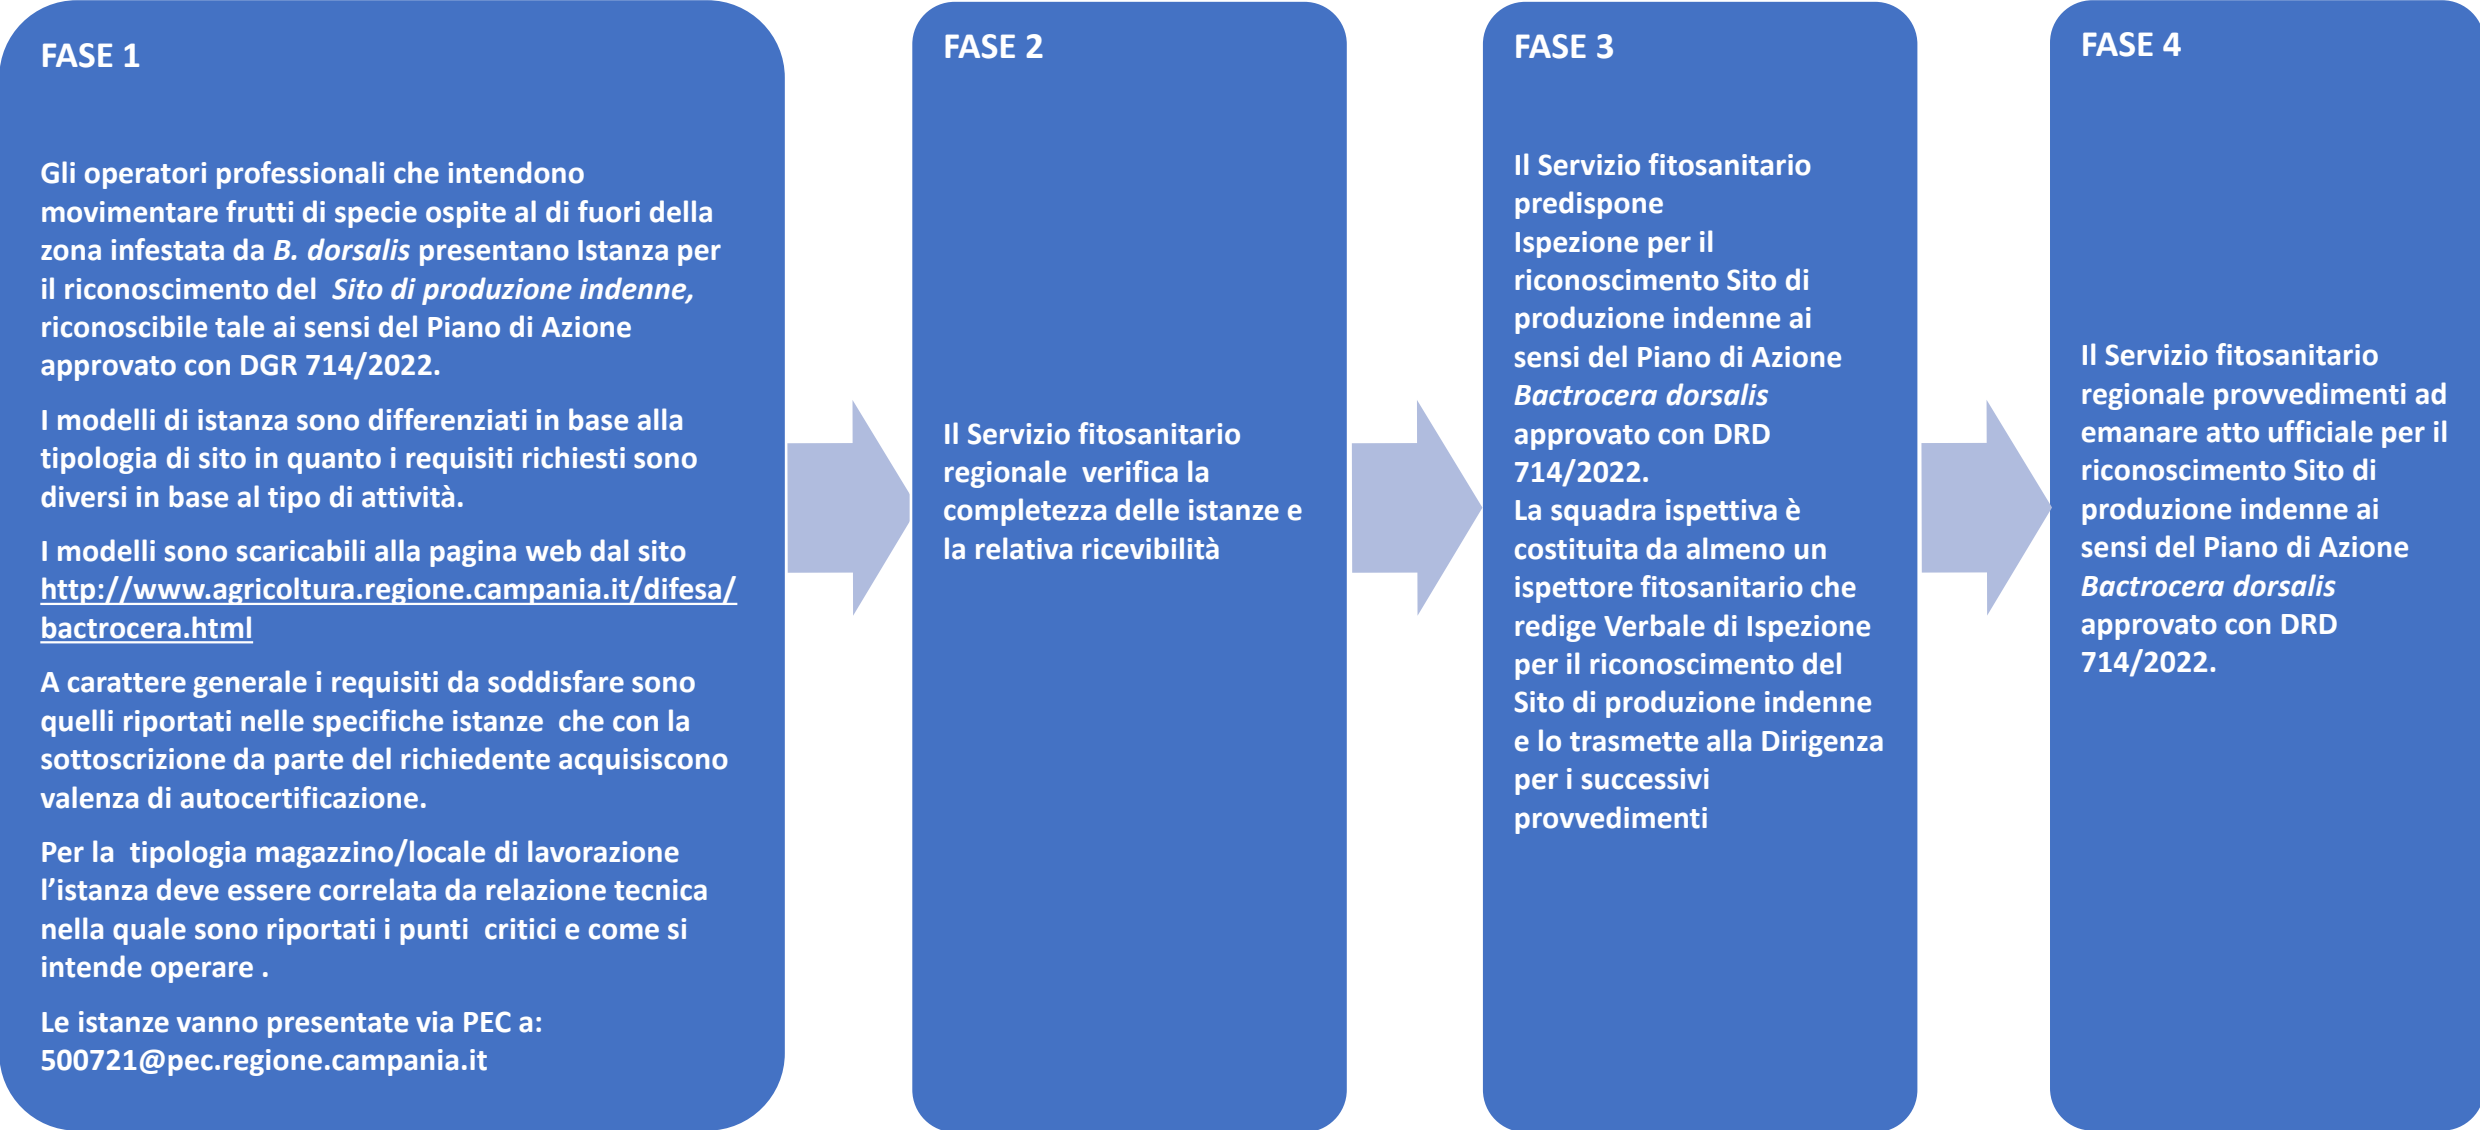 FASE 1
Gli operatori professionali che intendono
movimentare frutti di specie ospite al di fuori della
zona infestata da B. dorsalis presentano Istanza per
il riconoscimento del  Sito di produzione indenne,
riconoscibile tale ai sensi del Piano di Azione
approvato con DGR 714/2022.
I modelli di istanza sono differenziati in base alla
tipologia di sito in quanto i requisiti richiesti sono
diversi in base al tipo di attività.
I modelli sono scaricabili alla pagina web dal sito
http://www.agricoltura.regione.campania.it/difesa/
bactrocera.html
A carattere generale i requisiti da soddisfare sono
quelli riportati nelle specifiche istanze  che con la
sottoscrizione da parte del richiedente acquisiscono
valenza di autocertificazione.
Per la  tipologia magazzino/locale di lavorazione
l'istanza deve essere correlata da relazione tecnica
nella quale sono riportati i punti  critici e come si
intende operare .
Le istanze vanno presentate via PEC a:
500721@pec.regione.campania.it
FASE 2
Il Servizio fitosanitario
regionale  verifica la
completezza delle istanze e
la relativa ricevibilità
FASE 3
Il Servizio fitosanitario
predispone
Ispezione per il
riconoscimento Sito di
produzione indenne ai
sensi del Piano di Azione
Bactrocera dorsalis
approvato con DRD
714/2022.
La squadra ispettiva è
costituita da almeno un
ispettore fitosanitario che
redige Verbale di Ispezione
per il riconoscimento del
Sito di produzione indenne
e lo trasmette alla Dirigenza
per i successivi
provvedimenti
FASE 4
Il Servizio fitosanitario
regionale provvedimenti ad
emanare atto ufficiale per il
riconoscimento Sito di
produzione indenne ai
sensi del Piano di Azione
Bactrocera dorsalis
approvato con DRD
714/2022.